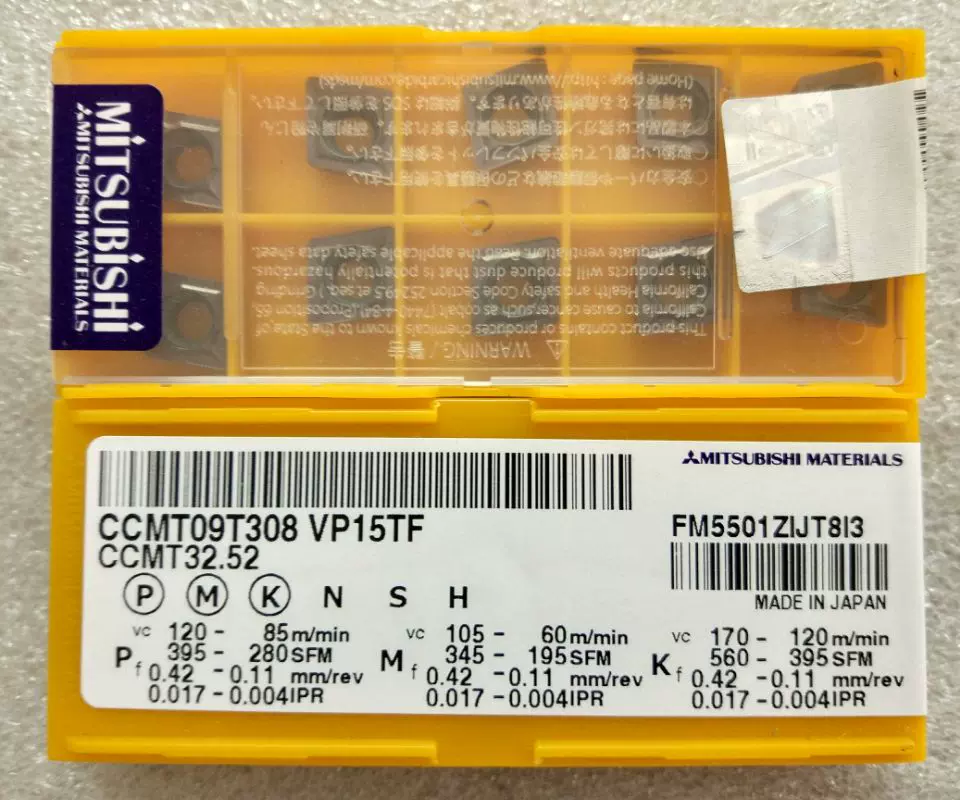 MITSUBISHI
MITSUBISHI MATERIALS
⚠ WARNING / 警告
This product contains or produces chemicals known to the State of
California to cause cancer, such as cobalt (7440-48-4)(Proposition 65,
California Health and safety Code Section 25249.5 et.seq.) Grinding
this products will produce dust that is potentially hazardous.
Use adequate ventilation. Read the applicable safety data sheet.
MITSUBISHI MATERIALS
CCMT09T308 VP15TF
CCMT32.52
FM5501ZIJT8I3
MADE IN JAPAN
P M K N S H
P vc 120 - 85 m/min
395 - 280 SFM
f 0.42 - 0.11 mm/rev
0.017 - 0.004 IPR
M vc 105 - 60 m/min
345 - 195 SFM
f 0.42 - 0.11 mm/rev
0.017 - 0.004 IPR
K vc 170 - 120 m/min
560 - 395 SFM
f 0.42 - 0.11 mm/rev
0.017 - 0.004 IPR